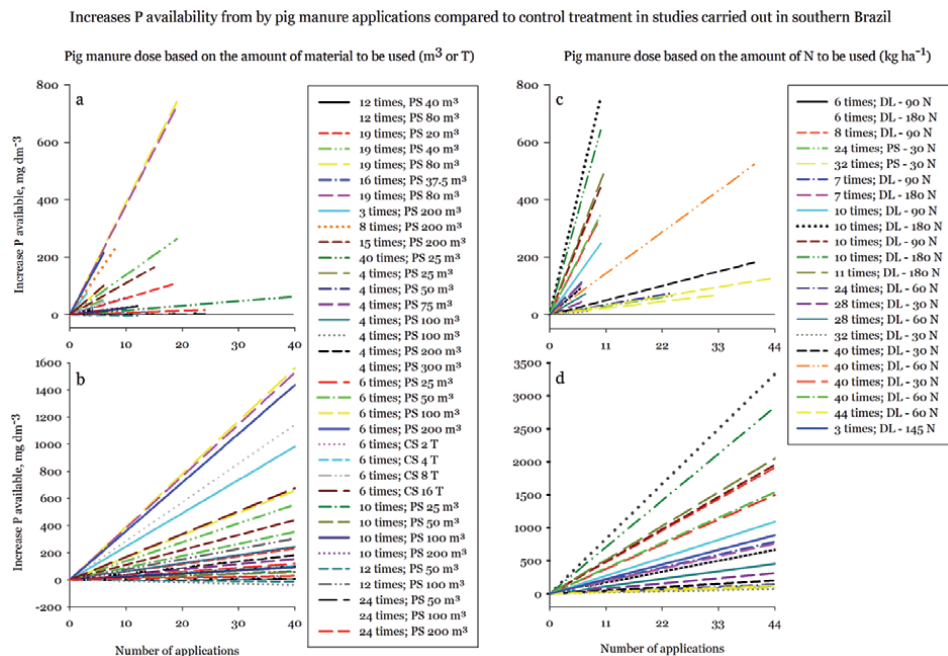 Increases P availability from by pig manure applications compared to control treatment in studies carried out in southern Brazil
Pig manure dose based on the amount of material to be used (m³ or T)
Pig manure dose based on the amount of N to be used (kg ha⁻¹)
Increase P available, mg dm⁻³
a
800
600
400
200
0
0
10
20
30
40
b
1600
1400
1200
1000
800
600
400
200
0
-200
0
10
20
30
40
Increase P available, mg dm⁻³
Number of applications
12 times, PS 40 m³
12 times; PS 80 m³
19 times; PS 20 m³
19 times; PS 40 m³
19 times; PS 80 m³
16 times; PS 37.5 m³
19 times; PS 80 m³
3 times; PS 200 m³
8 times; PS 200 m³
15 times; PS 200 m³
40 times; PS 25 m³
4 times; PS 25 m³
4 times; PS 50 m³
4 times; PS 75 m³
4 times; PS 100 m³
4 times; PS 100 m³
4 times; PS 200 m³
4 times; PS 300 m³
6 times; PS 25 m³
6 times; PS 50 m³
6 times; PS 100 m³
6 times; PS 200 m³
6 times; CS 2 T
6 times; CS 4 T
6 times; CS 8 T
6 times; CS 16 T
10 times; PS 25 m³
10 times; PS 50 m³
10 times; PS 100 m³
10 times; PS 200 m³
12 times; PS 50 m³
12 times; PS 100 m³
24 times; PS 50 m³
24 times; PS 100 m³
24 times; PS 200 m³
c
800
600
400
200
0
0
11
22
33
44
d
3500
3000
2500
2000
1500
1000
500
0
0
11
22
33
44
Number of applications
6 times; DL - 90 N
6 times; DL - 180 N
8 times; DL - 90 N
24 times; PS - 30 N
32 times; PS - 30 N
7 times; DL - 90 N
7 times; DL - 180 N
10 times; DL - 90 N
10 times; DL - 180 N
10 times; DL - 90 N
10 times; DL - 180 N
11 times; DL - 180 N
24 times; DL - 60 N
28 times; DL - 30 N
28 times; DL - 60 N
32 times; DL - 30 N
40 times; DL - 30 N
40 times; DL - 60 N
40 times; DL - 30 N
40 times; DL - 60 N
44 times; DL - 60 N
3 times; DL - 145 N